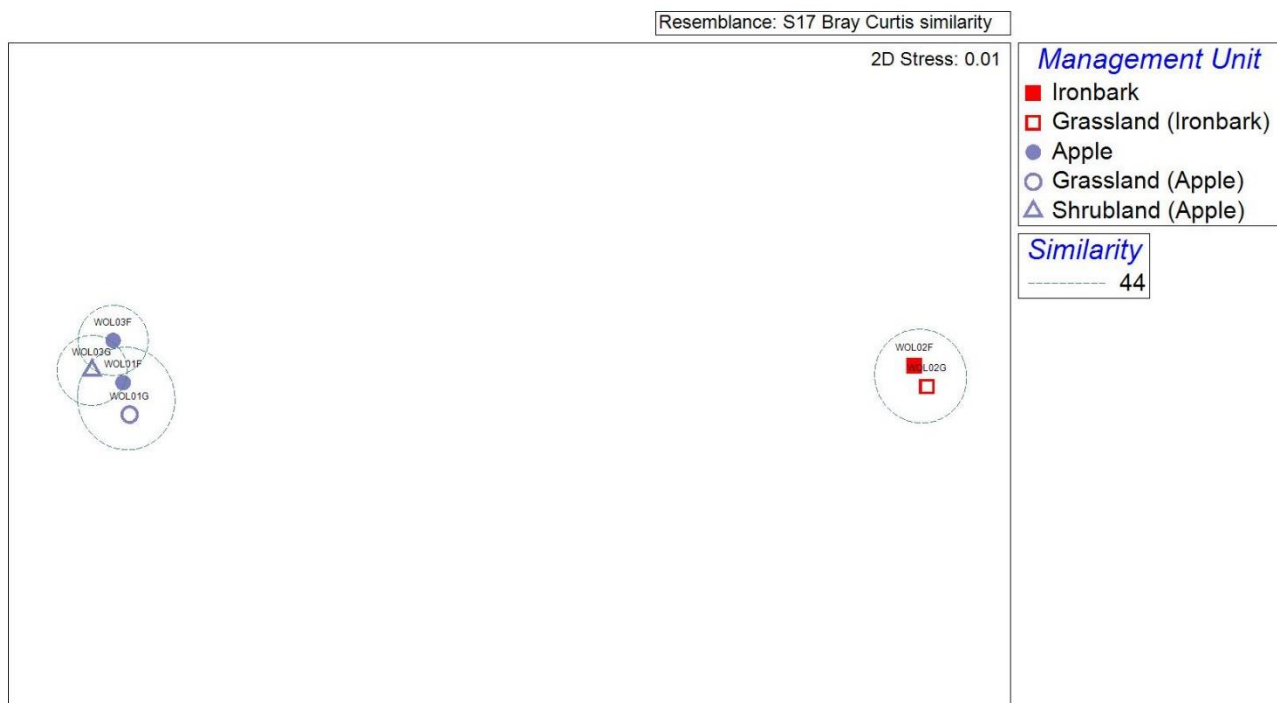 Resemblance: S17 Bray Curtis similarity
2D Stress: 0.01
Management Unit
Ironbark
Grassland (Ironbark)
Apple
Grassland (Apple)
Shrubland (Apple)
Similarity
44
WOL03F
WOL03G
WOL01F
WOL01G
WOL02F
WOL02G